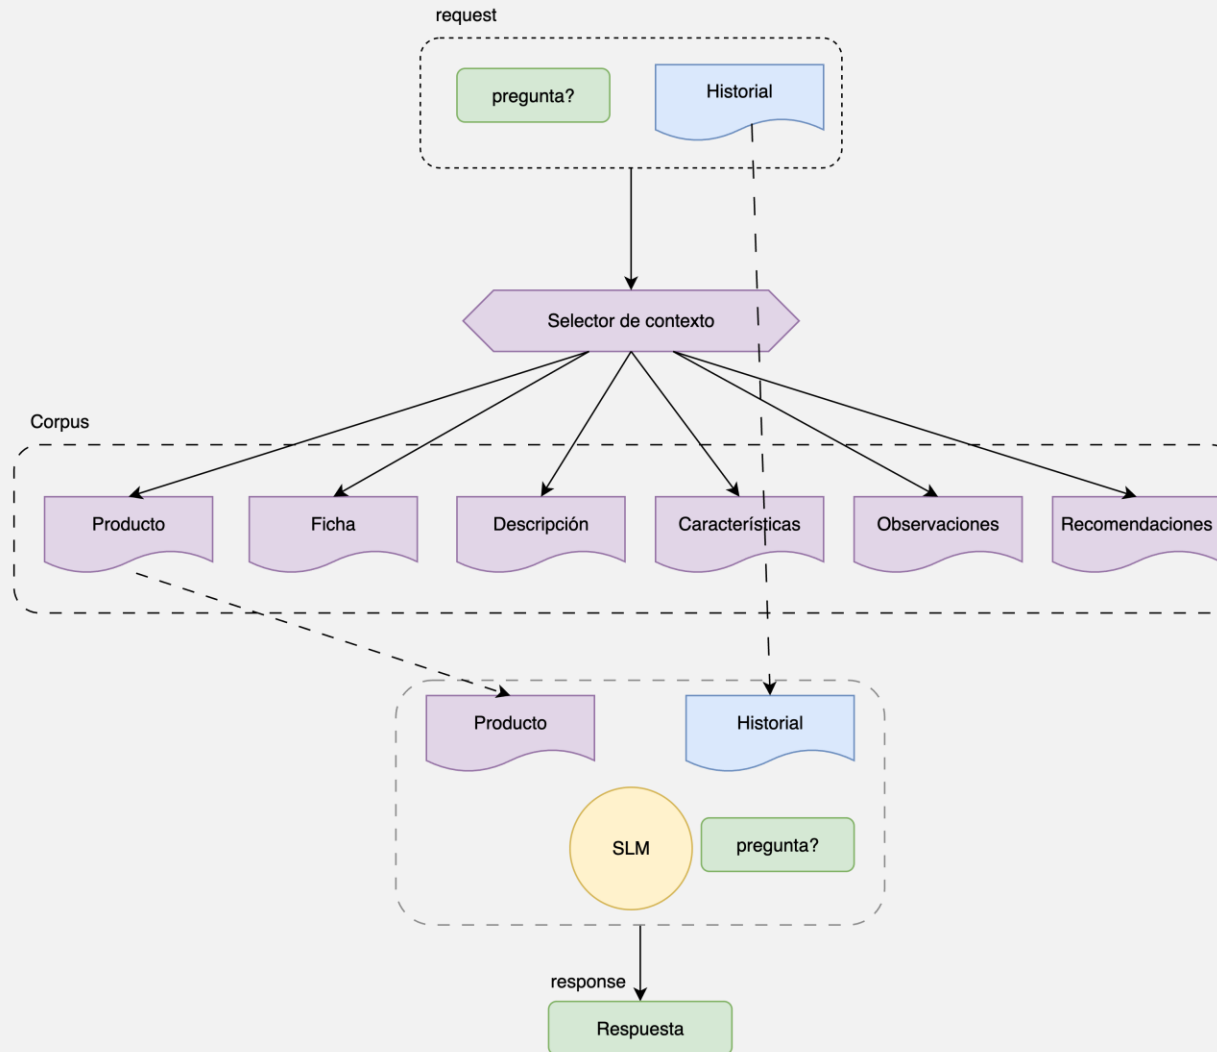 request
pregunta?
Historial
Selector de contexto
Corpus
Producto
Ficha
Descripción
Características
Observaciones
Recomendaciones
Producto
Historial
SLM
pregunta?
response
Respuesta